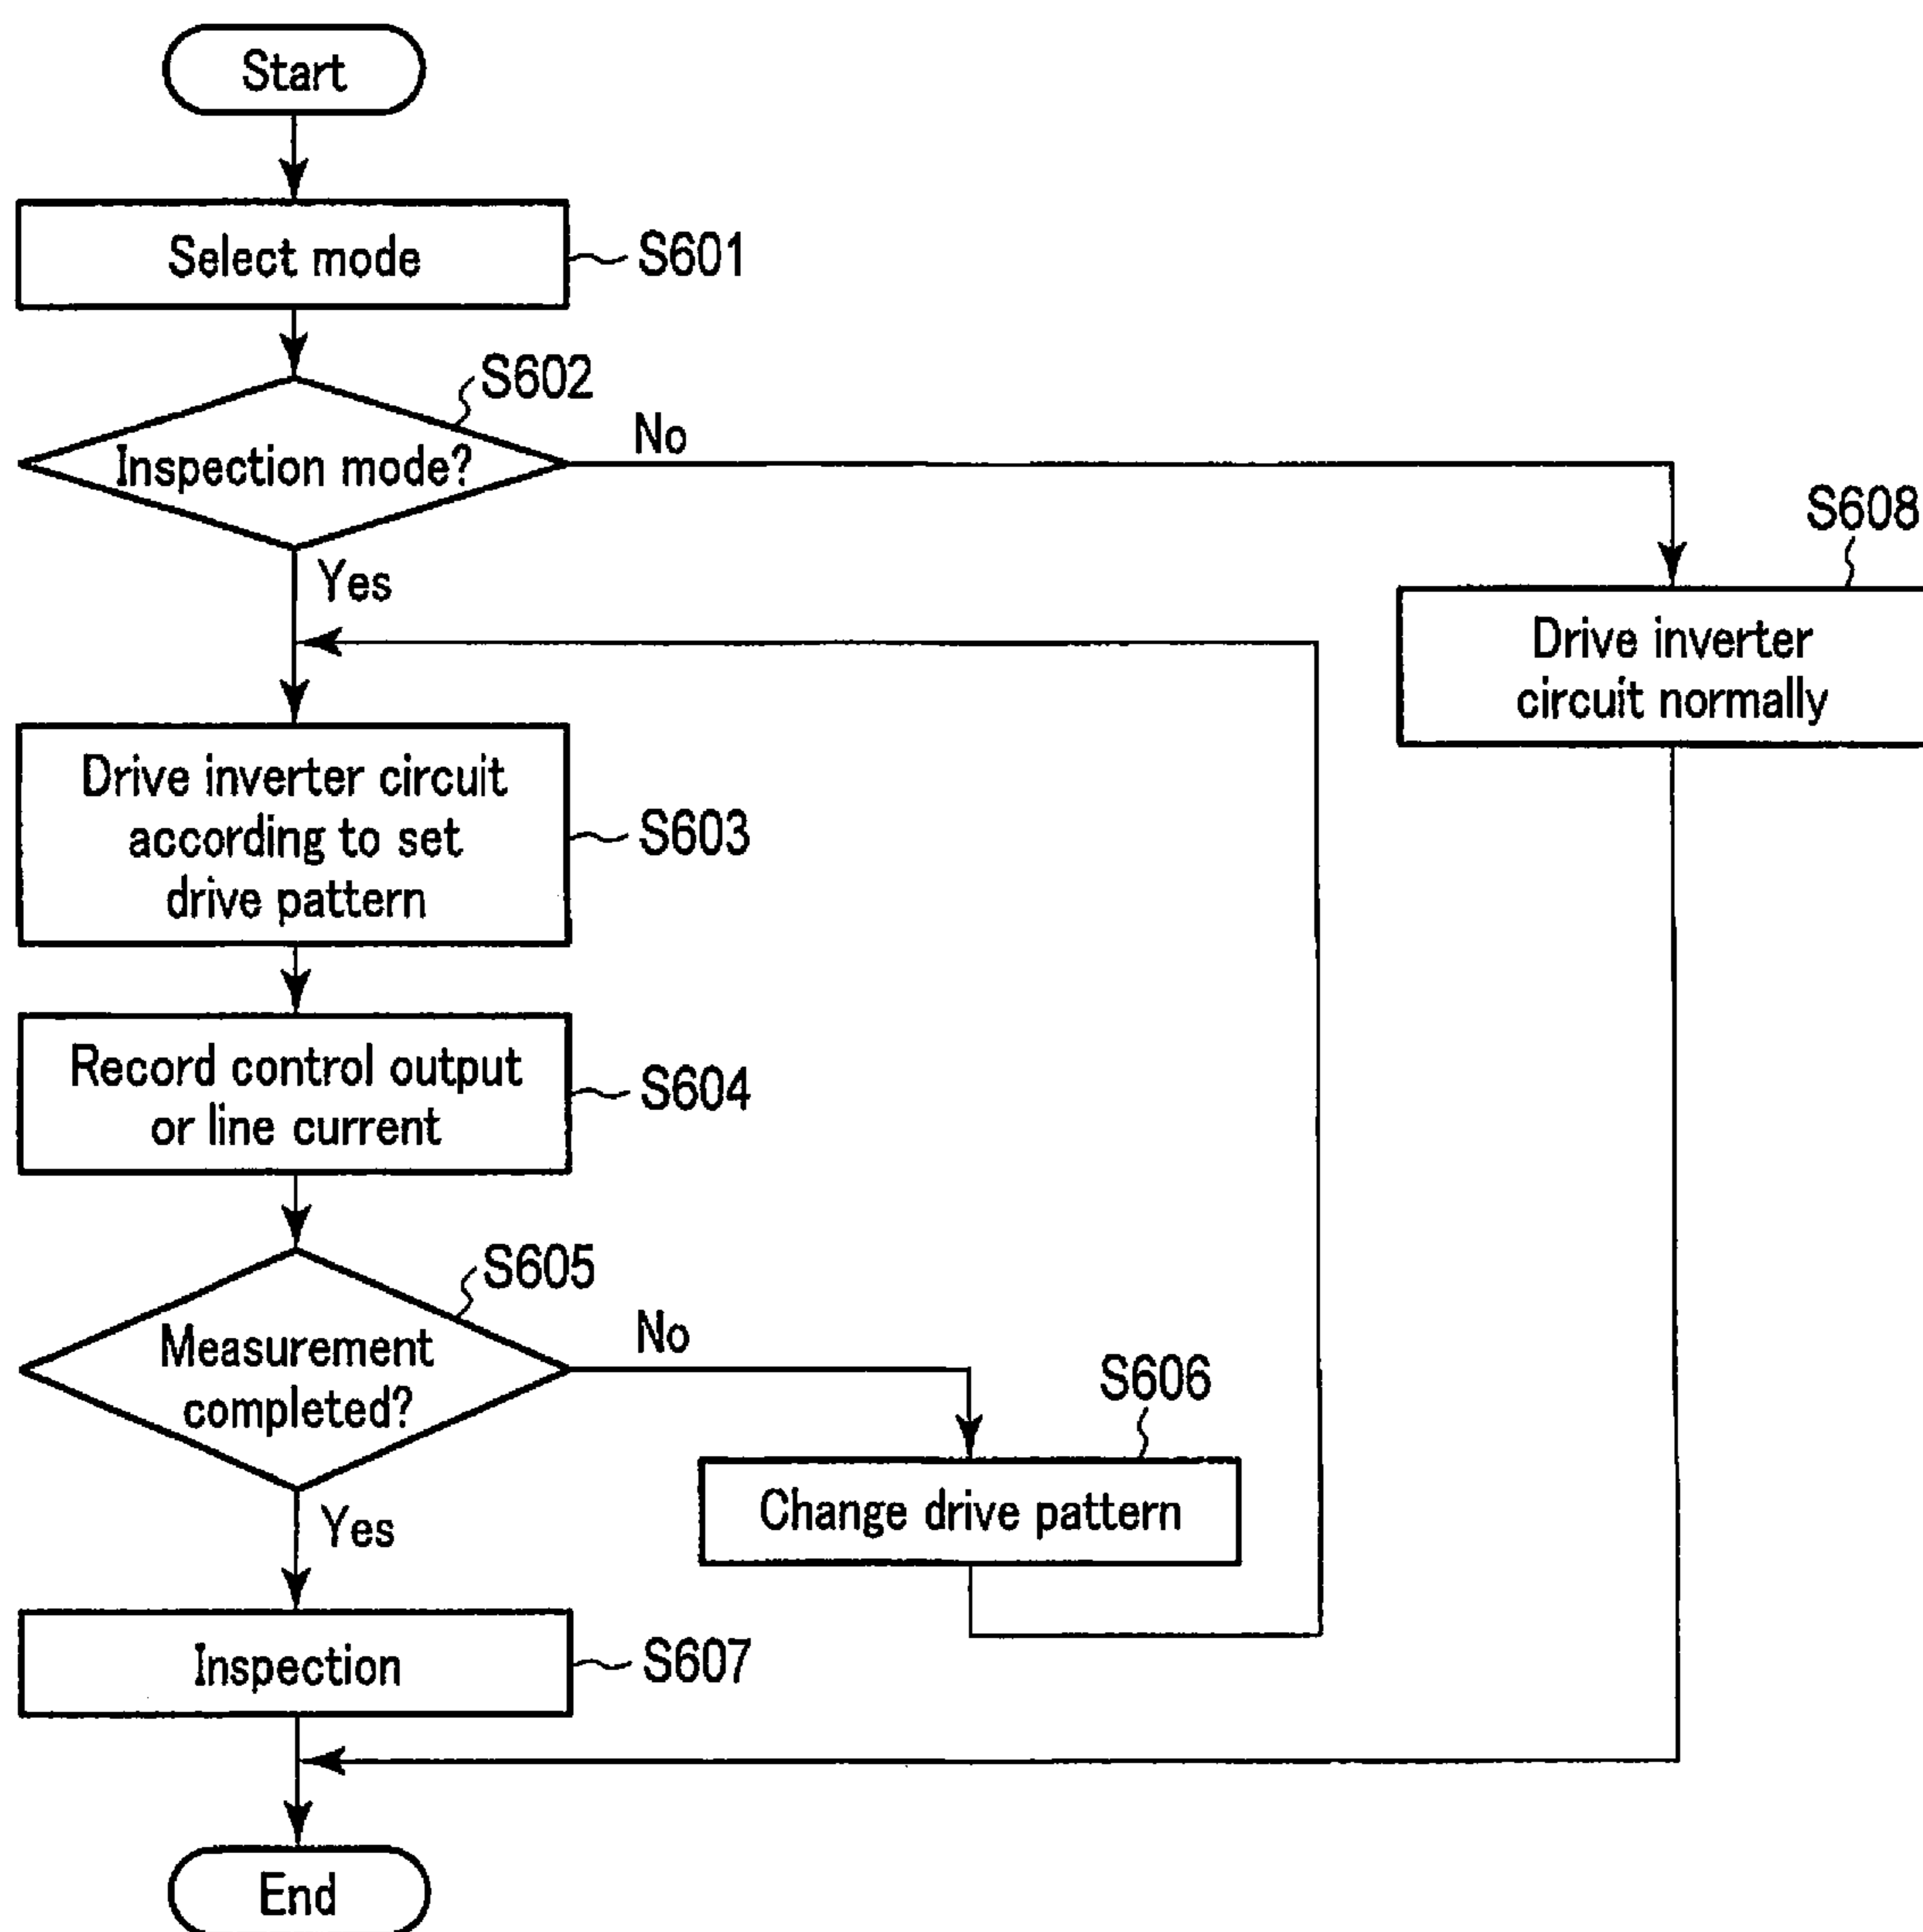 Start
Select mode
S601
S602
Inspection mode?
No
Yes
S608
Drive inverter
circuit normally
Drive inverter circuit
according to set
drive pattern
S603
Record control output
or line current
S604
S605
Measurement
completed?
No
Yes
S606
Change drive pattern
Inspection
S607
End